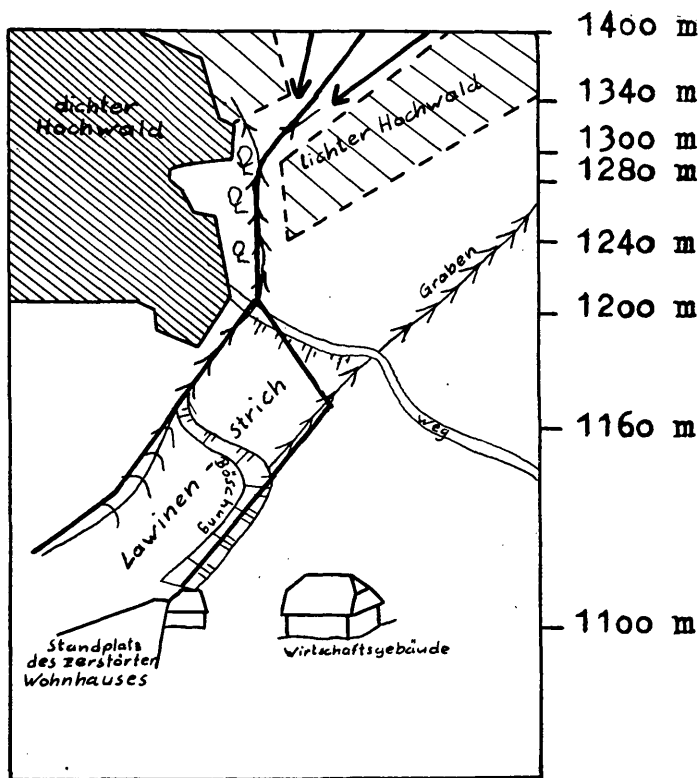 1400 m
dichter
Hochwald
1340 m
lichter Hochwald
1300 m
1280 m
1240 m
Graben
1200 m
Strich
1160 m
Weg
Lawinen-
Böschung
1100 m
Standplats
des zerstörten
Wohnhauses
Wirtschaftsgebäude